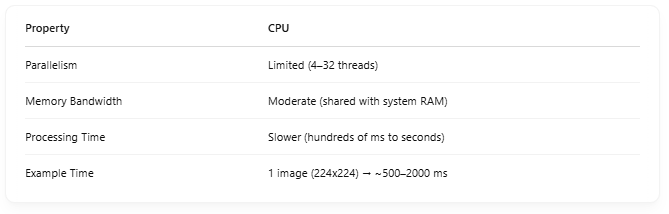 Property CPU
Parallelism Limited (4–32 threads)
Memory Bandwidth Moderate (shared with system RAM)
Processing Time Slower (hundreds of ms to seconds)
Example Time 1 image (224x224) → ~500–2000 ms